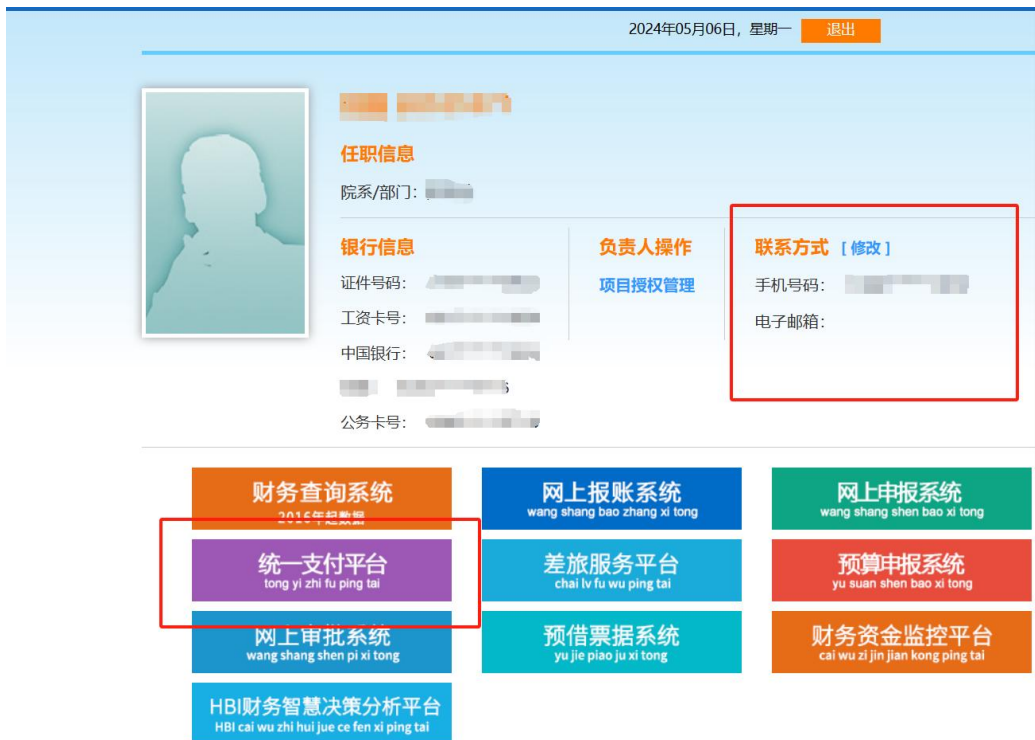 2024年05月06日，星期一 退出
任职信息
院系/部门：
银行信息 负责人操作 联系方式 [ 修改 ]
证件号码： 项目授权管理 手机号码：
工资卡号： 电子邮箱：
中国银行：
公务卡号：
财务查询系统 网上报账系统 网上申报系统
2016年起数据 wang shang bao zhang xi tong wang shang shen bao xi tong
统一支付平台 差旅服务平台 预算申报系统
tong yi zhi fu ping tai chai lv fu wu ping tai yu suan shen bao xi tong
网上审批系统 预借票据系统 财务资金监控平台
wang shang shen pi xi tong yu jie piao ju xi tong cai wu zi jin jian kong ping tai
HBI财务智慧决策分析平台
HBI cai wu zhi hui jue ce fen xi ping tai